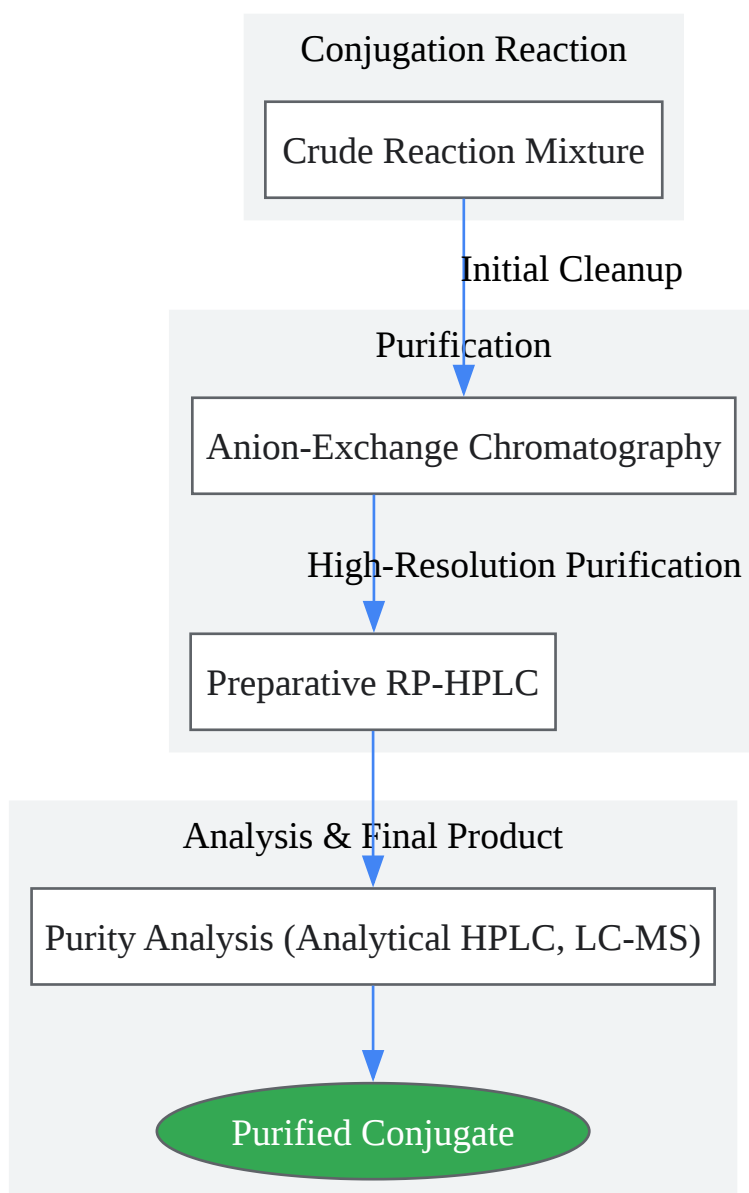 Conjugation Reaction
Crude Reaction Mixture
Initial Cleanup
Purification
Anion-Exchange Chromatography
High-Resolution Purification
Preparative RP-HPLC
Analysis & Final Product
Purity Analysis (Analytical HPLC, LC-MS)
Purified Conjugate